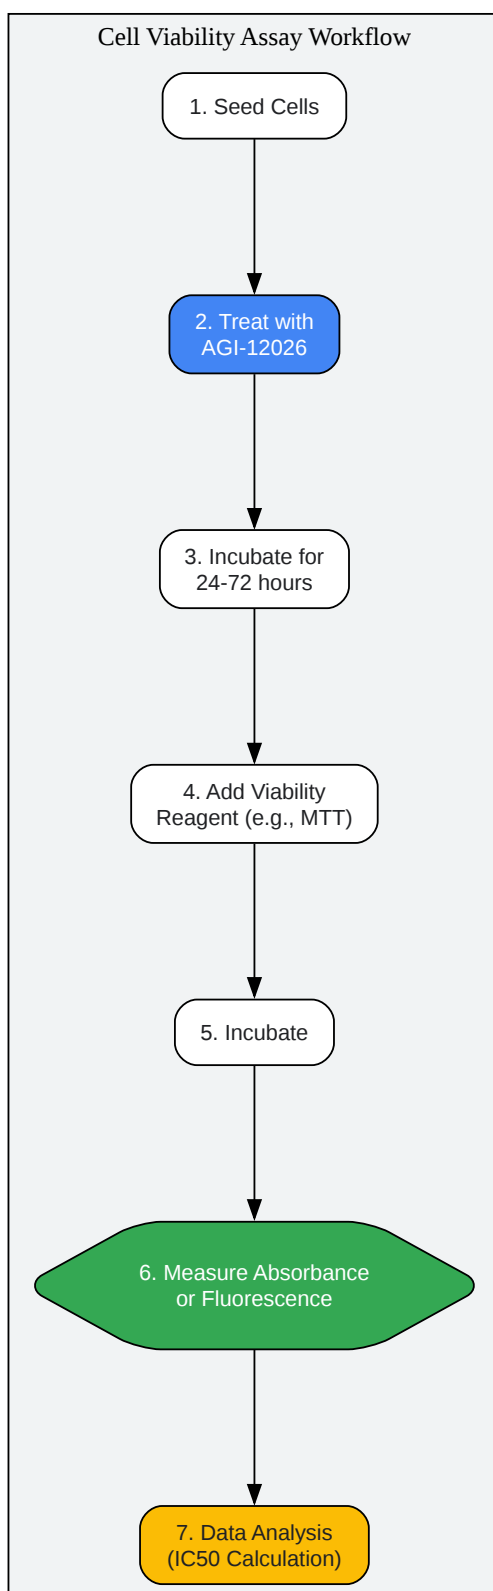 Cell Viability Assay Workflow
1. Seed Cells
2. Treat with
AGI-12026
3. Incubate for
24-72 hours
4. Add Viability
Reagent (e.g., MTT)
5. Incubate
6. Measure Absorbance
or Fluorescence
7. Data Analysis
(IC50 Calculation)